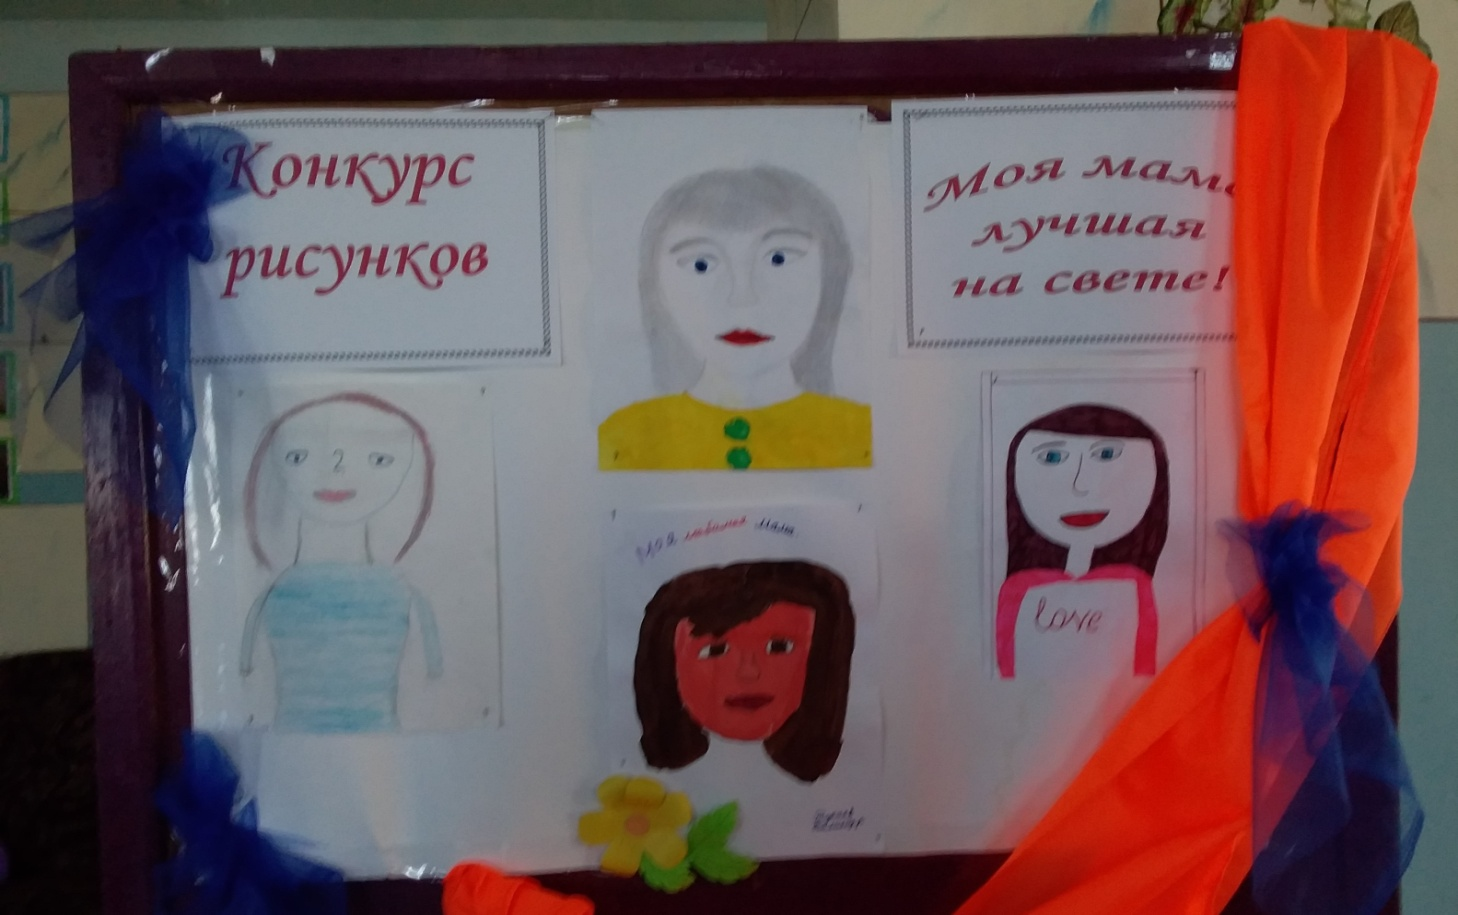 Конкурс
рисунков
Моя мама
лучшая
на свете!
Моя любимая мама
love